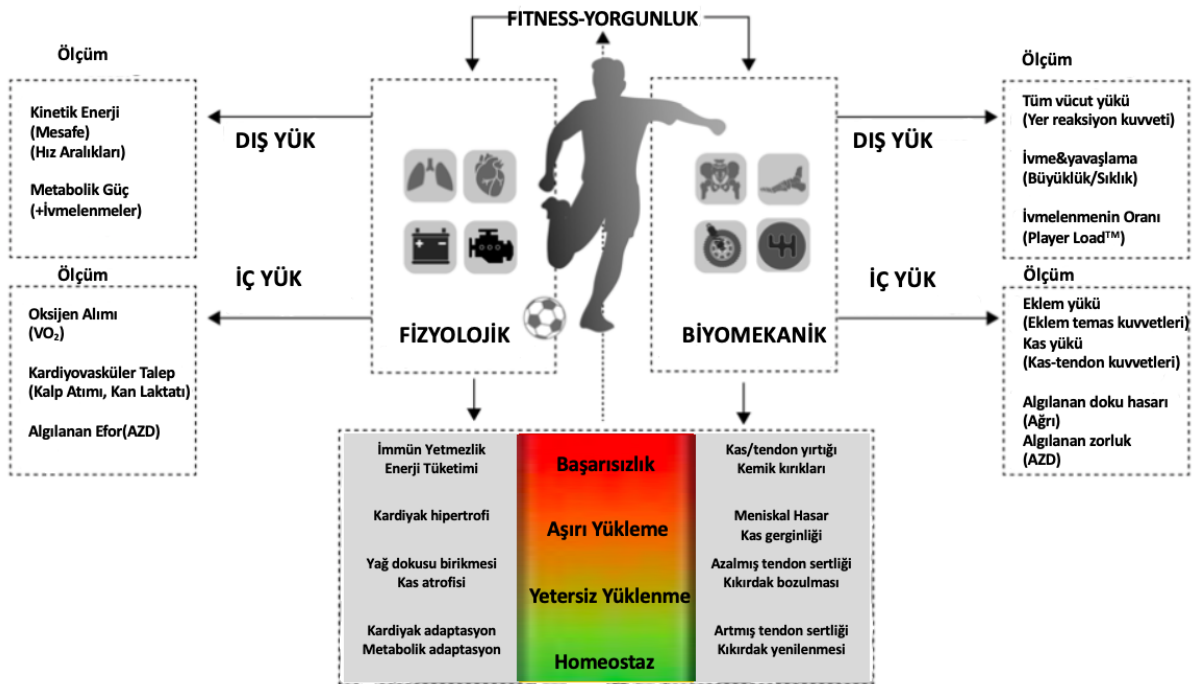 FITNESS-YORGUNLUK
Ölçüm
Kinetik Enerji
(Mesafe)
(Hız Aralıkları)
Metabolik Güç
(+İvmelenmeler)
DIŞ YÜK
Ölçüm
Oksijen Alımı
(VO₂)
Kardiyovasküler Talep
(Kalp Atımı, Kan Laktatı)
Algılanan Efor(AZD)
İÇ YÜK
FİZYOLOJİK
BİYOMEKANİK
DIŞ YÜK
Ölçüm
Tüm vücut yükü
(Yer reaksiyon kuvveti)
İvme&yavaşlama
(Büyüklük/Sıklık)
İvmelenmenin Oranı
(Player Load™)
İÇ YÜK
Ölçüm
Eklem yükü
(Eklem temas kuvvetleri)
Kas yükü
(Kas-tendon kuvvetleri)
Algılanan doku hasarı
(Ağrı)
Algılanan zorluk
(AZD)
İmmün Yetmezlik
Enerji Tüketimi
Başarısızlık
Kas/tendon yırtığı
Kemik kırıkları
Kardiyak hipertrofi
Aşırı Yükleme
Meniskal Hasar
Kas gerginliği
Yağ dokusu birikmesi
Kas atrofisi
Yetersiz Yüklenme
Azalmış tendon sertliği
Kıkırdak bozulması
Kardiyak adaptasyon
Metabolik adaptasyon
Homeostaz
Artmış tendon sertliği
Kıkırdak yenilenmesi